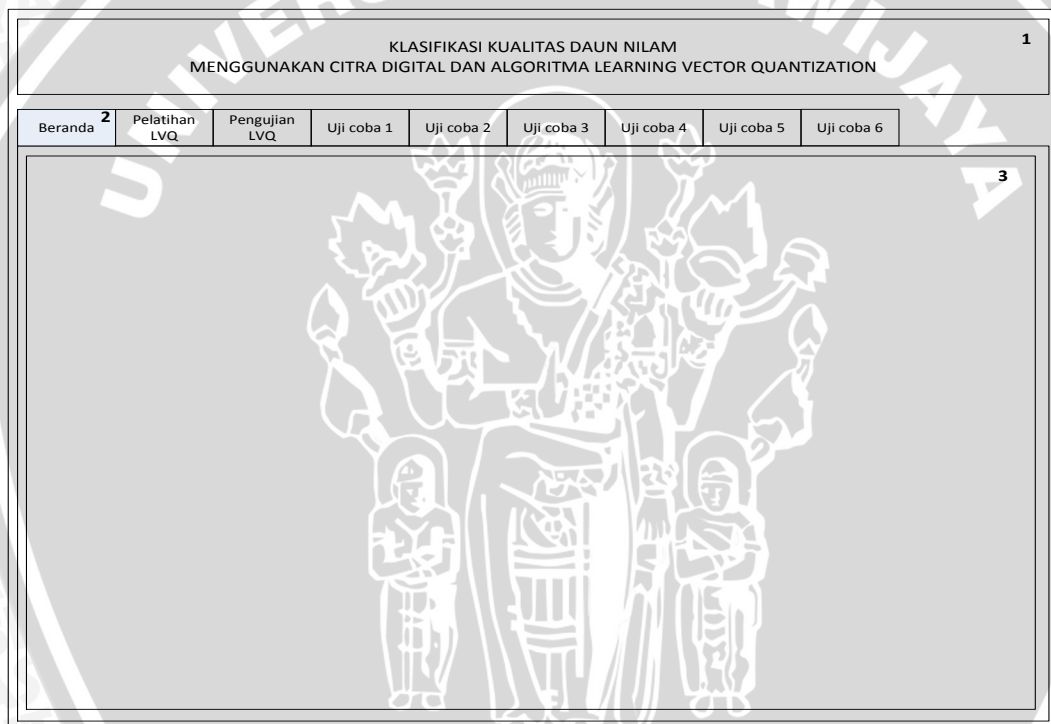 UNIVERS
WIJAYA
1
KLASIFIKASI KUALITAS DAUN NILAM
MENGGUNAKAN CITRA DIGITAL DAN ALGORITMA LEARNING VECTOR QUANTIZATION
Beranda 2
Pelatihan
LVQ
Pengujian
LVQ
Uji coba 1
Uji coba 2
Uji coba 3
Uji coba 4
Uji coba 5
Uji coba 6
3